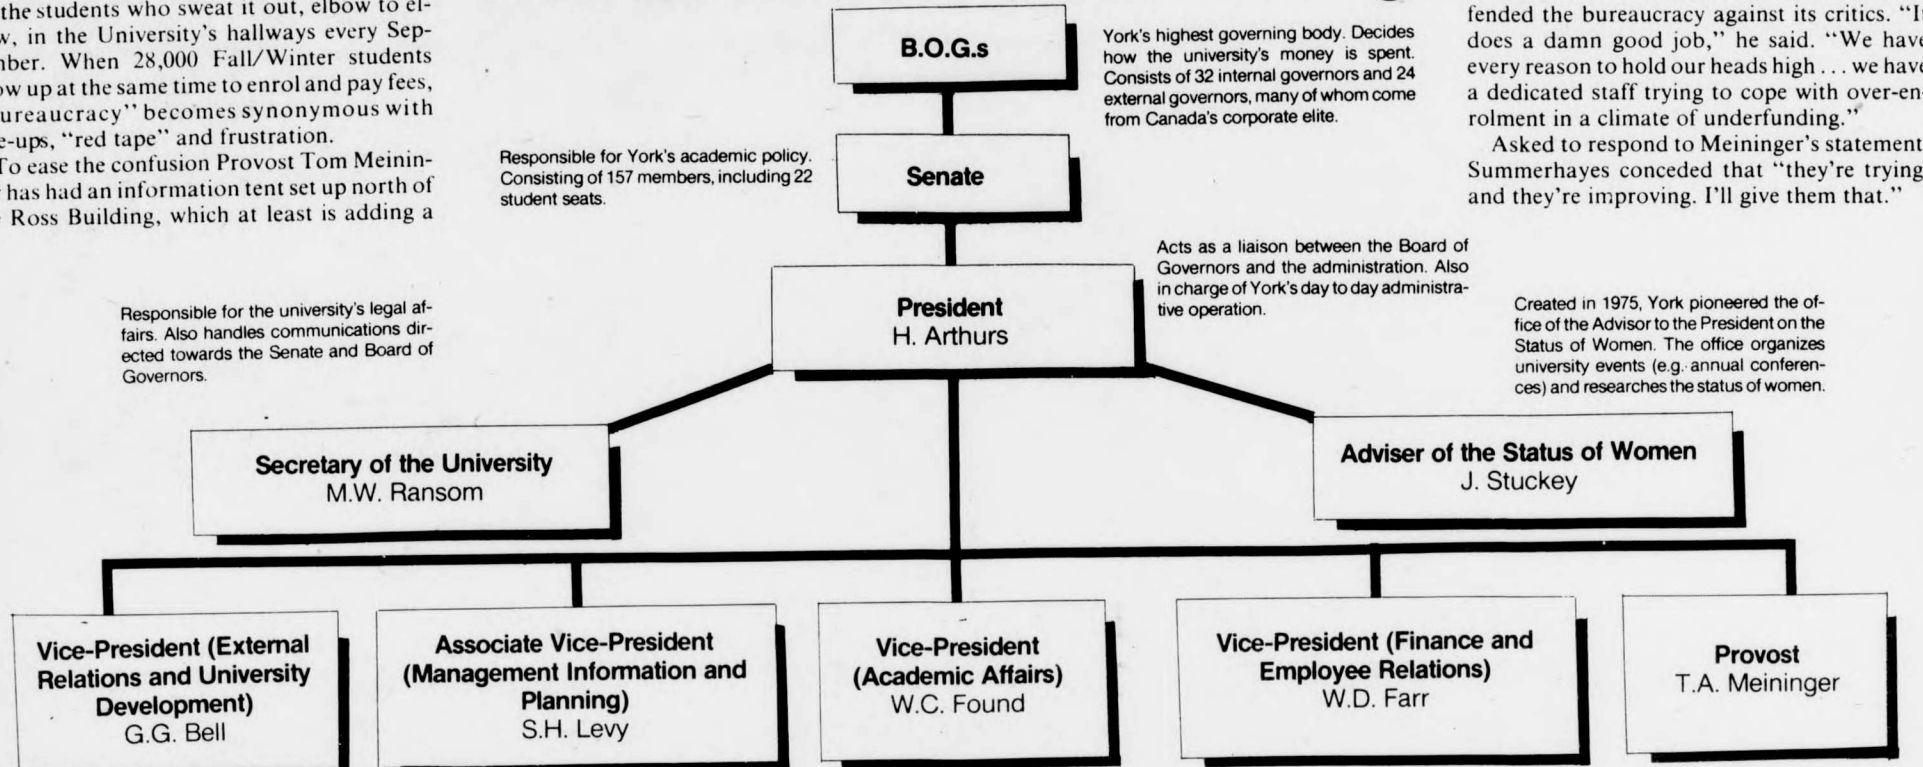 the students who sweat it out, elbow to el-
in the University's hallways every Sep-
When 28,000 Fall/Winter students
up at the same time to enrol and pay fees,
becomes synonymous with
"red tape" and frustration.
To ease the confusion Provost Tom Meinin-
has had an information tent set up north of
Ross Building, which at least is adding a
B.O.G.s
York's highest governing body. Decides
how the university's money is spent.
Consists of 32 internal governors and 24
external governors, many of whom come
from Canada's corporate elite.
fended the bureaucracy against its critics. "It
does a damn good job," he said. "We have
every reason to hold our heads high . . . we have
a dedicated staff trying to cope with over-en-
rolment in a climate of underfunding."
Asked to respond to Meininger's statement
Summerhayes conceded that "they're trying
and they're improving. I'll give them that."
Responsible for York's academic policy.
Consisting of 157 members, including 22
student seats.
Senate
Acts as a liaison between the Board of
Governors and the administration. Also
in charge of York's day to day administra-
tive operation.
President
H. Arthurs
Responsible for the university's legal af-
fairs. Also handles communications dir-
ected towards the Senate and Board of
Governors.
Created in 1975, York pioneered the of-
fice of the Advisor to the President on the
Status of Women. The office organizes
university events (e.g. annual conferen-
ces) and researches the status of women.
Secretary of the University
M.W. Ransom
Adviser of the Status of Women
J. Stuckey
Vice-President (External
Relations and University
Development)
G.G. Bell
Associate Vice-President
(Management Information and
Planning)
S.H. Levy
Vice-President
(Academic Affairs)
W.C. Found
Vice-President (Finance and
Employee Relations)
W.D. Farr
Provost
T.A. Meininger